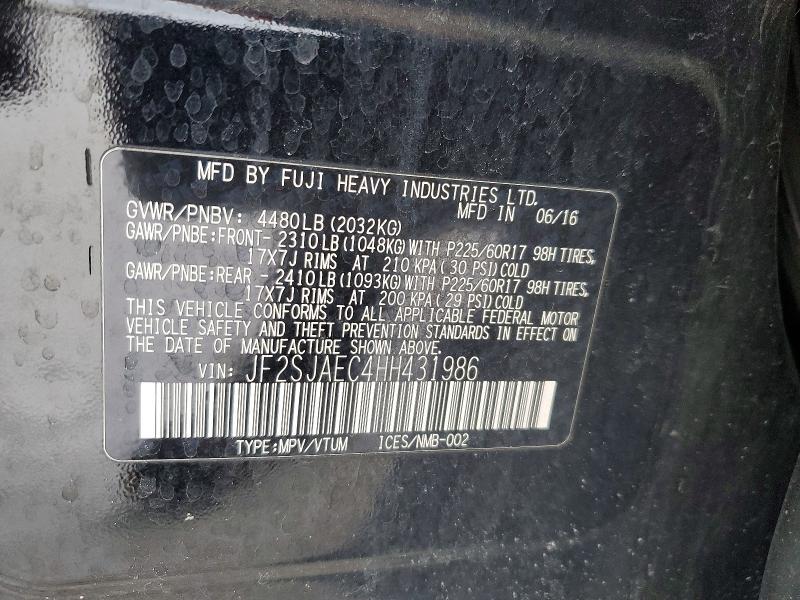 MFD BY FUJI HEAVY INDUSTRIES LTD.
MFD IN 06/16
GVWR/PNBV: 4480LB (2032KG)
GAWR/PNBE:FRONT- 2310LB (1048KG) WITH P225/60R17 98H TIRES,
17X7J RIMS AT 210 KPA (30 PSI) COLD
GAWR/PNBE:REAR - 2410LB (1093KG) WITH P225/60R17 98H TIRES,
17X7J RIMS AT 200 KPA (29 PSI) COLD
THIS VEHICLE CONFORMS TO ALL APPLICABLE FEDERAL MOTOR
VEHICLE SAFETY AND THEFT PREVENTION STANDARDS IN EFFECT ON
THE DATE OF MANUFACTURE SHOWN ABOVE.
VIN: JF2SJAEC4HH431986
TYPE:MPV/VTUM ICES/NMB-002